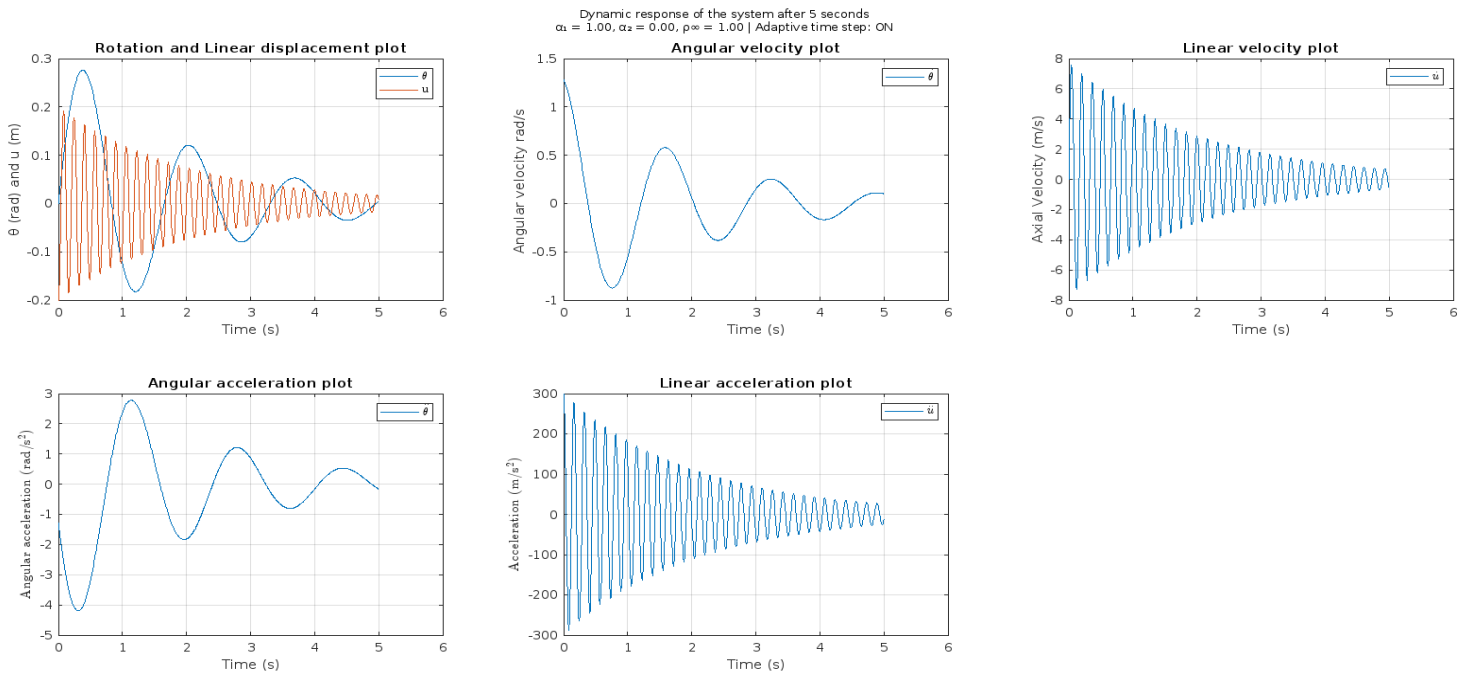 Dynamic response of the system after 5 seconds
α₁ = 1.00, α₂ = 0.00, ρ∞ = 1.00 | Adaptive time step: ON
Rotation and Linear displacement plot
θ (rad) and u (m)
0.3
0.2
0.1
0
-0.1
-0.2
0 1 2 3 4 5 6
Time (s)
θ
u
Angular velocity plot
Angular velocity rad/s
1.5
1
0.5
0
-0.5
-1
0 1 2 3 4 5 6
Time (s)
θ̇
Linear velocity plot
Axial Velocity (m/s)
8
6
4
2
0
-2
-4
-6
-8
0 1 2 3 4 5 6
Time (s)
u̇
Angular acceleration plot
Angular acceleration (rad/s²)
3
2
1
0
-1
-2
-3
-4
-5
0 1 2 3 4 5 6
Time (s)
θ̈
Linear acceleration plot
Acceleration (m/s²)
300
200
100
0
-100
-200
-300
0 1 2 3 4 5 6
Time (s)
ü